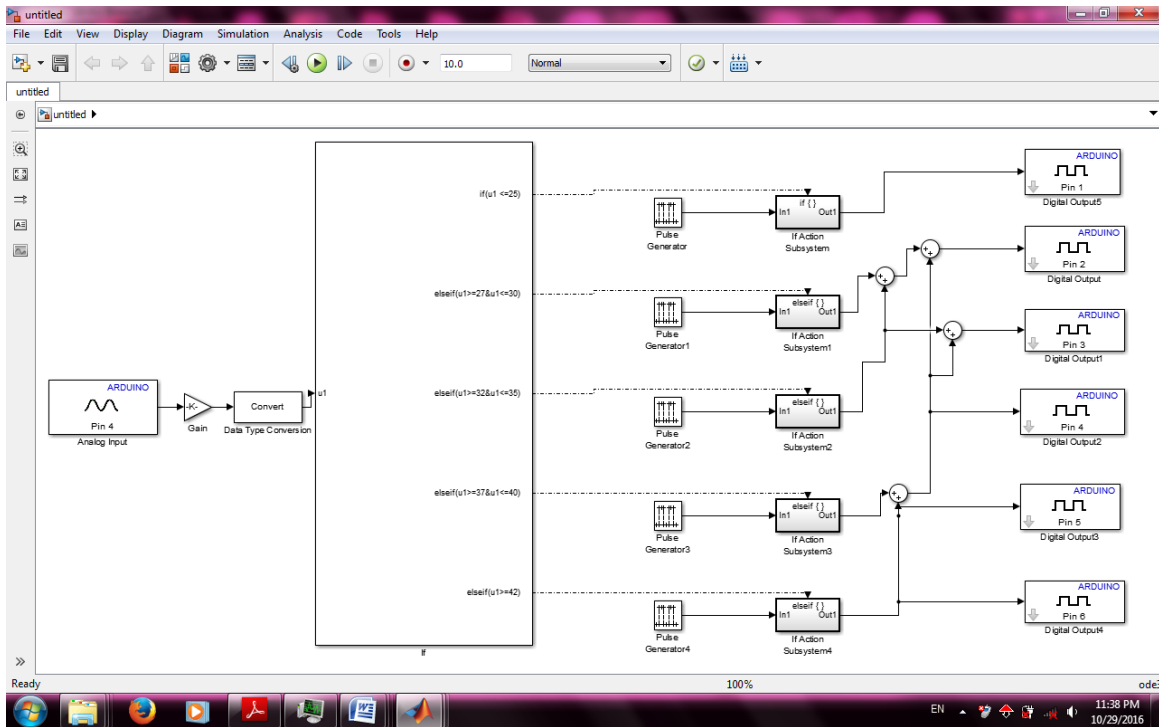 untitled
File Edit View Display Diagram Simulation Analysis Code Tools Help
10.0 Normal
untitled
untitled
ARDUINO
Pin 4
Analog Input
-K-
Gain
Convert
Data Type Conversion
u1
if(u1 <=25)
elseif(u1>=27&u1<=30)
elseif(u1>=32&u1<=35)
elseif(u1>=37&u1<=40)
elseif(u1>=42)
If
Pulse
Generator
if { }
In1 Out1
If Action
Subsystem
ARDUINO
Pin 1
Digital Output5
ARDUINO
Pin 2
Digital Output
Pulse
Generator1
elseif { }
In1 Out1
If Action
Subsystem1
ARDUINO
Pin 3
Digital Output1
Pulse
Generator2
elseif { }
In1 Out1
If Action
Subsystem2
ARDUINO
Pin 4
Digital Output2
Pulse
Generator3
elseif { }
In1 Out1
If Action
Subsystem3
ARDUINO
Pin 5
Digital Output3
Pulse
Generator4
elseif { }
In1 Out1
If Action
Subsystem4
ARDUINO
Pin 6
Digital Output4
Ready 100%
EN 11:38 PM
10/29/2016